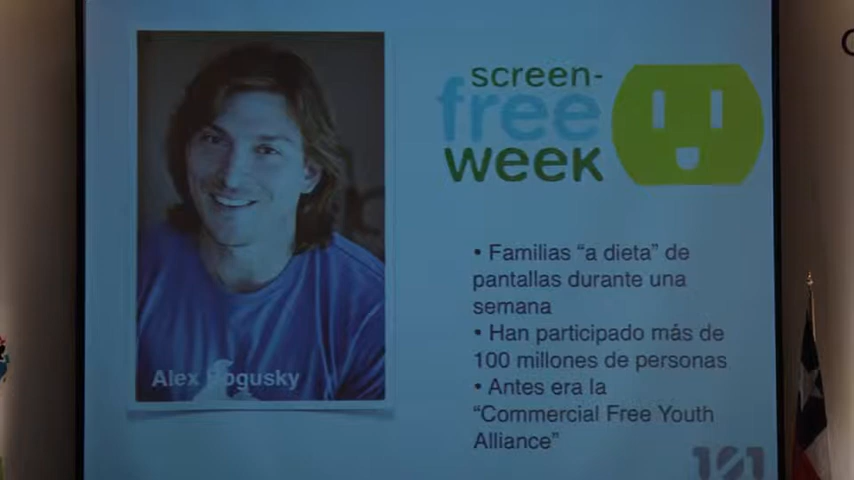 screen-
free
week
Alex Bogusky
• Familias “a dieta” de
pantallas durante una
semana
• Han participado más de
100 millones de personas
• Antes era la
“Commercial Free Youth
Alliance”
101